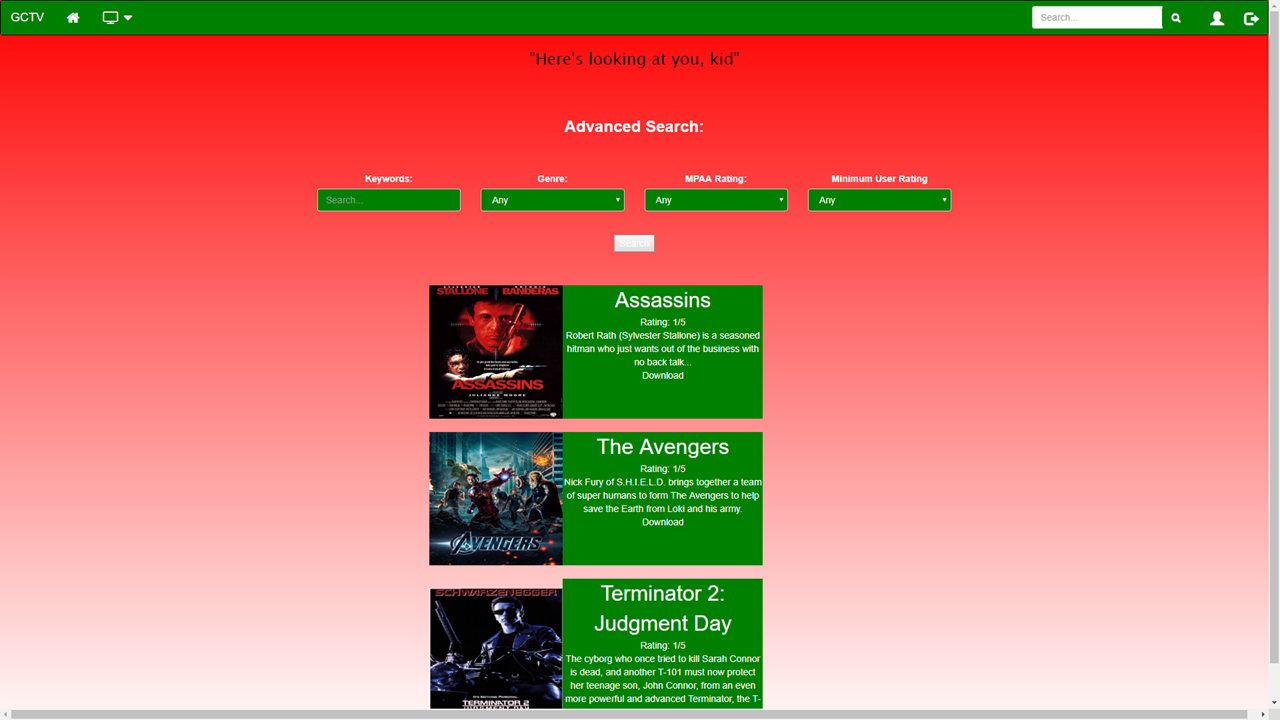 GCTV
Search...
"Here's looking at you, kid"
Advanced Search:
Keywords: Genre: MPAA Rating: Minimum User Rating
Search... Any Any Any
Search
STALLONE BANDERAS
ASSASSINS
JULIANNE MOORE
Assassins
Rating: 1/5
Robert Rath (Sylvester Stallone) is a seasoned
hitman who just wants out of the business with
no back talk...
Download
AVENGERS
The Avengers
Rating: 1/5
Nick Fury of S.H.I.E.L.D. brings together a team
of super humans to form The Avengers to help
save the Earth from Loki and his army.
Download
SCHWARZENEGGER
IT'S NOTHING PERSONAL.
TERMINATOR 2
Terminator 2:
Judgment Day
Rating: 1/5
The cyborg who once tried to kill Sarah Connor
is dead, and another T-101 must now protect
her teenage son, John Connor, from an even
more powerful and advanced Terminator, the T-